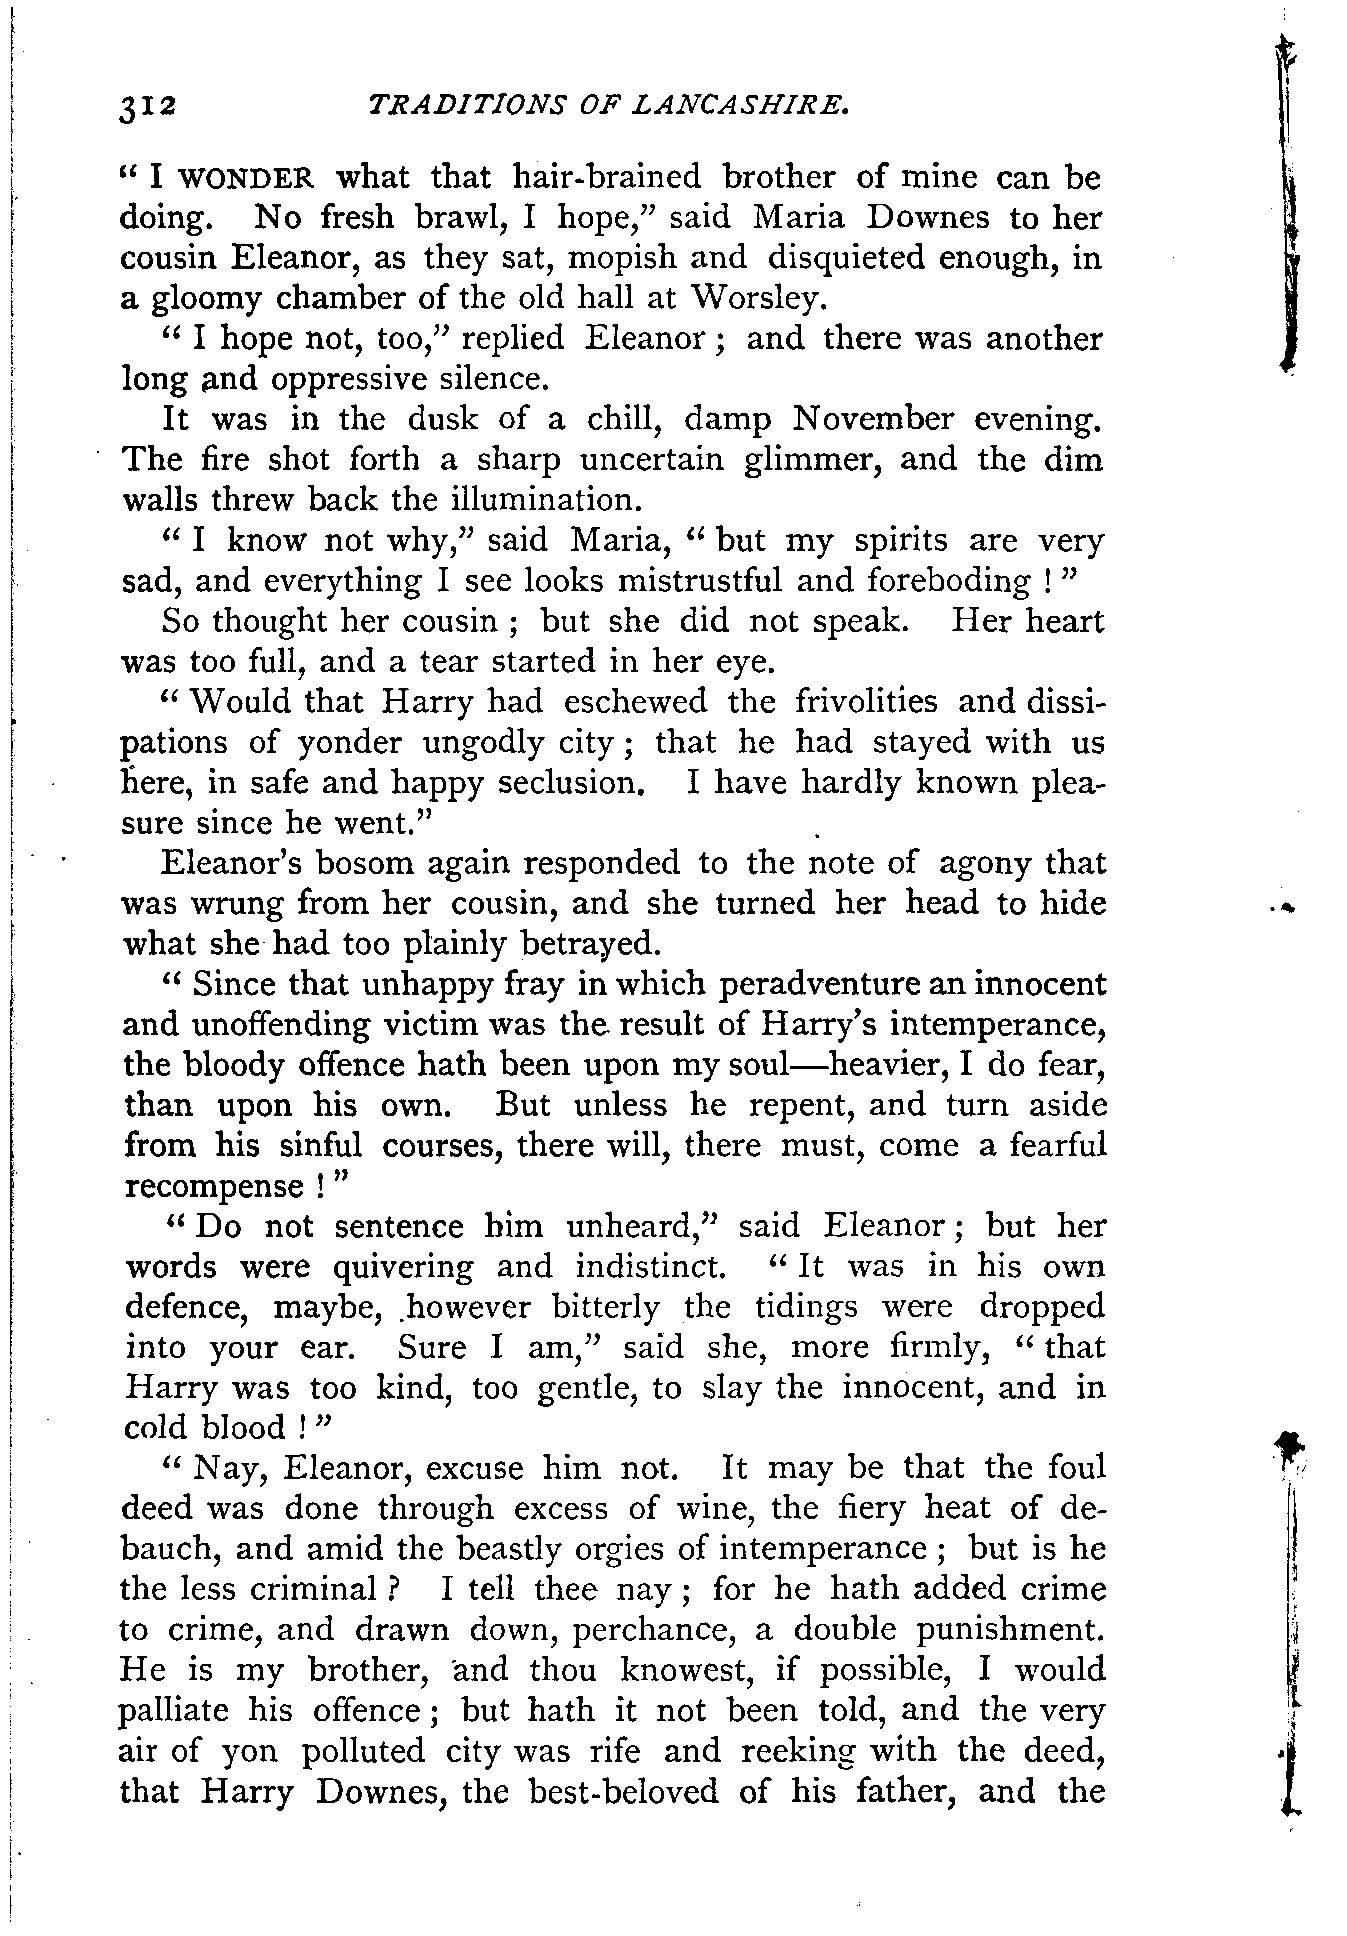 312 TRADITIONS OF LANCASHIRE.
“ I WONDER what that hair-brained brother of mine can be
doing. No fresh brawl, I hope,” said Maria Downes to her
cousin Eleanor, as they sat, mopish and disquieted enough, in
a gloomy chamber of the old hall at Worsley.
“ I hope not, too,” replied Eleanor ; and there was another
long and oppressive silence.
It was in the dusk of a chill, damp November evening.
The fire shot forth a sharp uncertain glimmer, and the dim
walls threw back the illumination.
“ I know not why,” said Maria, “ but my spirits are very
sad, and everything I see looks mistrustful and foreboding ! ”
So thought her cousin ; but she did not speak. Her heart
was too full, and a tear started in her eye.
“ Would that Harry had eschewed the frivolities and dissi-
pations of yonder ungodly city ; that he had stayed with us
here, in safe and happy seclusion. I have hardly known plea-
sure since he went.”
Eleanor’s bosom again responded to the note of agony that
was wrung from her cousin, and she turned her head to hide
what she had too plainly betrayed.
“ Since that unhappy fray in which peradventure an innocent
and unoffending victim was the result of Harry’s intemperance,
the bloody offence hath been upon my soul—heavier, I do fear,
than upon his own. But unless he repent, and turn aside
from his sinful courses, there will, there must, come a fearful
recompense ! ”
“ Do not sentence him unheard,” said Eleanor ; but her
words were quivering and indistinct. “ It was in his own
defence, maybe, however bitterly the tidings were dropped
into your ear. Sure I am,” said she, more firmly, “ that
Harry was too kind, too gentle, to slay the innocent, and in
cold blood ! ”
“ Nay, Eleanor, excuse him not. It may be that the foul
deed was done through excess of wine, the fiery heat of de-
bauch, and amid the beastly orgies of intemperance ; but is he
the less criminal ? I tell thee nay ; for he hath added crime
to crime, and drawn down, perchance, a double punishment.
He is my brother, and thou knowest, if possible, I would
palliate his offence ; but hath it not been told, and the very
air of yon polluted city was rife and reeking with the deed,
that Harry Downes, the best-beloved of his father, and the